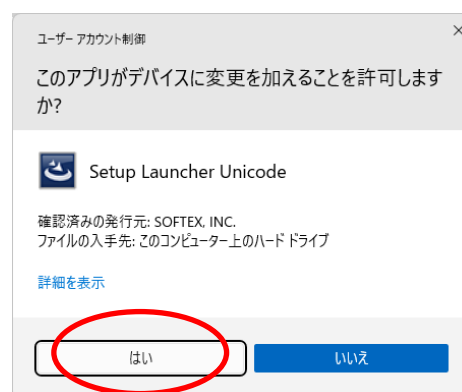 ユーザー アカウント制御
このアプリがデバイスに変更を加えることを許可します
か?
Setup Launcher Unicode
確認済みの発行元: SOFTEX, INC.
ファイルの入手先: このコンピューター上のハード ドライブ
詳細を表示
はい
いいえ